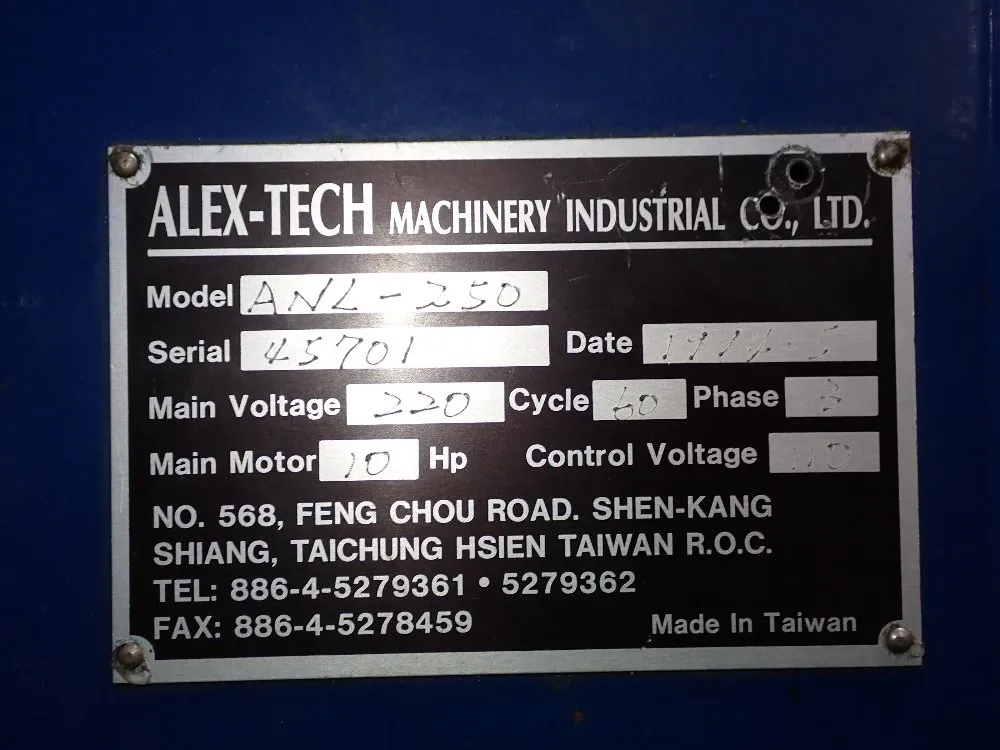 ALEX-TECH MACHINERY INDUSTRIAL CO., LTD.
Model ANL-250
Serial 45701 Date
Main Voltage 220 Cycle 60 Phase 3
Main Motor 10 Hp Control Voltage 110
NO. 568, FENG CHOU ROAD. SHEN-KANG
SHIANG, TAICHUNG HSIEN TAIWAN R.O.C.
TEL: 886-4-5279361 • 5279362
FAX: 886-4-5278459 Made In Taiwan